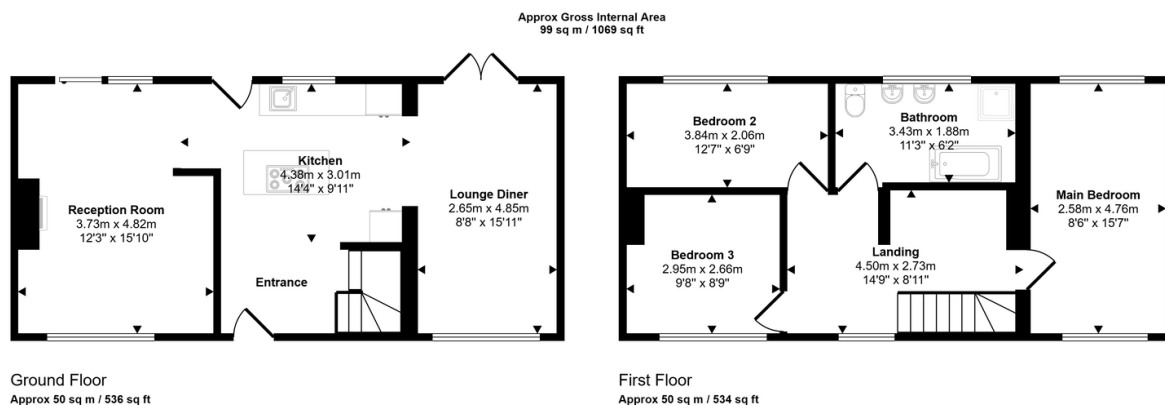 Approx Gross Internal Area
99 sq m / 1069 sq ft
Kitchen
4.38m x 3.01m
14'4" x 9'11"
Lounge Diner
2.65m x 4.85m
8'8" x 15'11"
Reception Room
3.73m x 4.82m
12'3" x 15'10"
Entrance
Ground Floor
Approx 50 sq m / 536 sq ft
Bedroom 2
3.84m x 2.06m
12'7" x 6'9"
Bathroom
3.43m x 1.88m
11'3" x 6'2"
Main Bedroom
2.58m x 4.76m
8'6" x 15'7"
Bedroom 3
2.95m x 2.66m
9'8" x 8'9"
Landing
4.50m x 2.73m
14'9" x 8'11"
First Floor
Approx 50 sq m / 534 sq ft